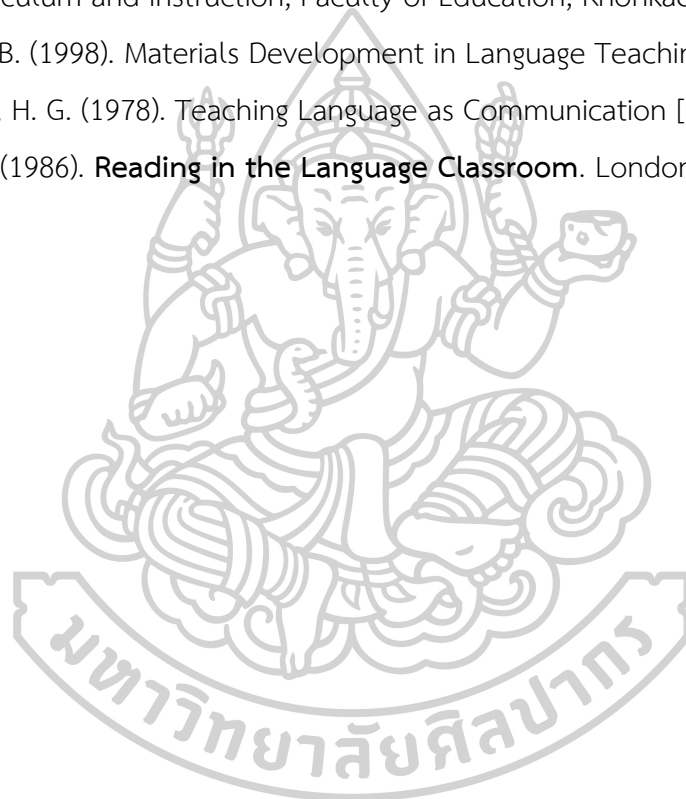 culum and Instruction, Faculty of Education, Khonkae
B. (1998). Materials Development in Language Teachin
, H. G. (1978). Teaching Language as Communication [
(1986). Reading in the Language Classroom. London
มหาวิทยาลัยศิลปากร